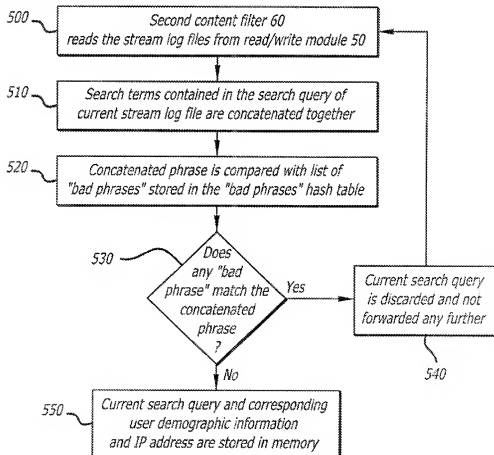 500
Second content filter 60
reads the stream log files from read/write module 50
510
Search terms contained in the search query of
current stream log file are concatenated together
520
Concatenated phrase is compared with list of
"bad phrases" stored in the "bad phrases" hash table
530
Does
any "bad
phrase" match the
concatenated
phrase
?
Yes
Current search query
is discarded and not
forwarded any further
540
No
550
Current search query and corresponding
user demographic information
and IP address are stored in memory